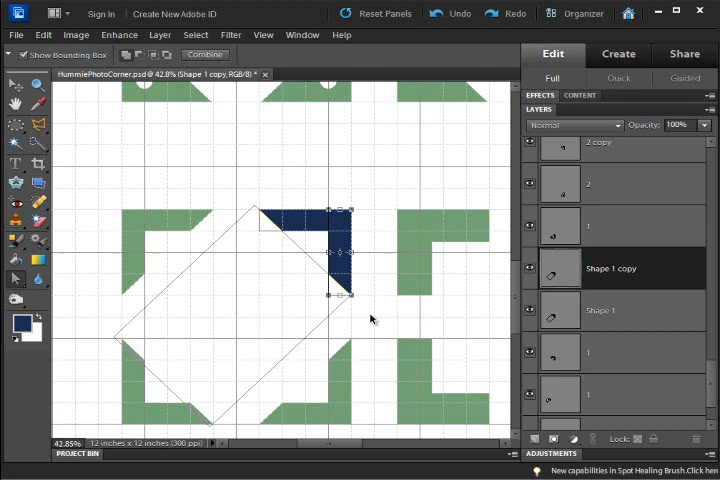 Sign In
Create New Adobe ID
Reset Panels
Undo
Redo
Organizer
File Edit Image Enhance Layer Select Filter View Window Help
Show Bounding Box
Combine
Edit
Create
Share
HummiePhotoCorner.psd @ 42.8% (Shape 1 copy, RGB/8) * ×
Full
Quick
Guided
EFFECTS
CONTENT
LAYERS
Normal
Opacity: 100%
2 copy
2
1
Shape 1 copy
Shape 1
1
1
Lock:
42.85%
12 inches x 12 inches (300 ppi)
PROJECT BIN
ADJUSTMENTS
New capabilities in Spot Healing Brush.Click here